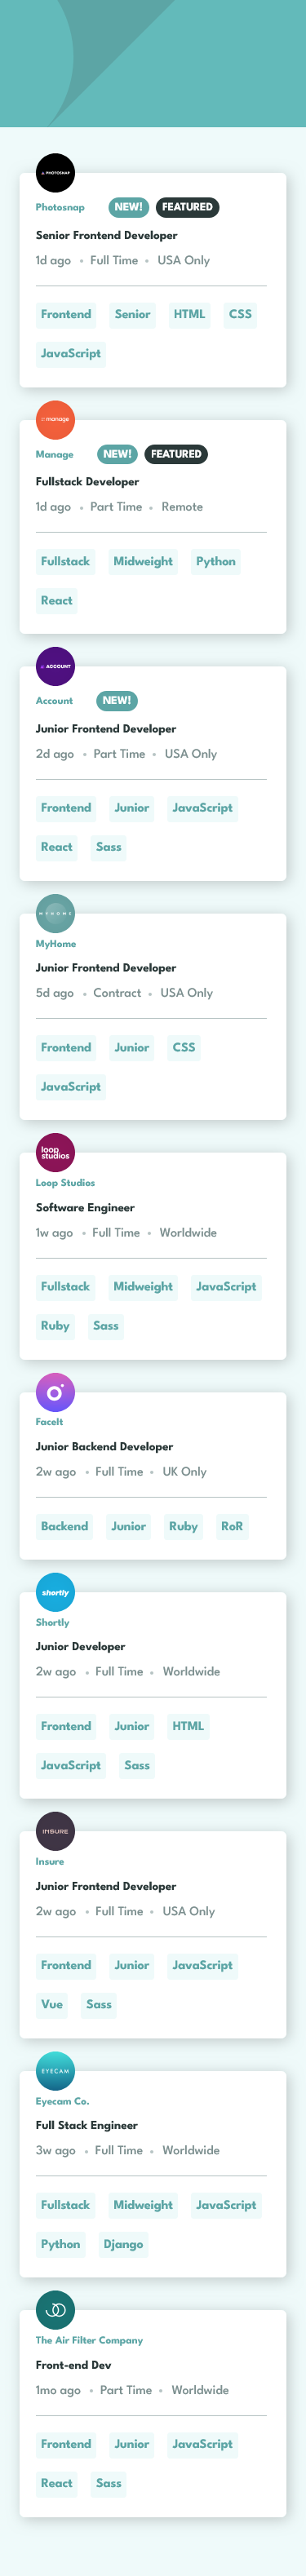 PHOTOSNAP
Photosnap NEW! FEATURED
Senior Frontend Developer
1d ago • Full Time • USA Only
Frontend Senior HTML CSS
JavaScript
manage
Manage NEW! FEATURED
Fullstack Developer
1d ago • Part Time • Remote
Fullstack Midweight Python
React
ACCOUNT
Account NEW!
Junior Frontend Developer
2d ago • Part Time • USA Only
Frontend Junior JavaScript
React Sass
MYHOME
MyHome
Junior Frontend Developer
5d ago • Contract • USA Only
Frontend Junior CSS
JavaScript
loop
studios
Loop Studios
Software Engineer
1w ago • Full Time • Worldwide
Fullstack Midweight JavaScript
Ruby Sass
FaceIt
Junior Backend Developer
2w ago • Full Time • UK Only
Backend Junior Ruby RoR
shortly
Shortly
Junior Developer
2w ago • Full Time • Worldwide
Frontend Junior HTML
JavaScript Sass
INSURE
Insure
Junior Frontend Developer
2w ago • Full Time • USA Only
Frontend Junior JavaScript
Vue Sass
EYECAM
Eyecam Co.
Full Stack Engineer
3w ago • Full Time • Worldwide
Fullstack Midweight JavaScript
Python Django
The Air Filter Company
Front-end Dev
1mo ago • Part Time • Worldwide
Frontend Junior JavaScript
React Sass